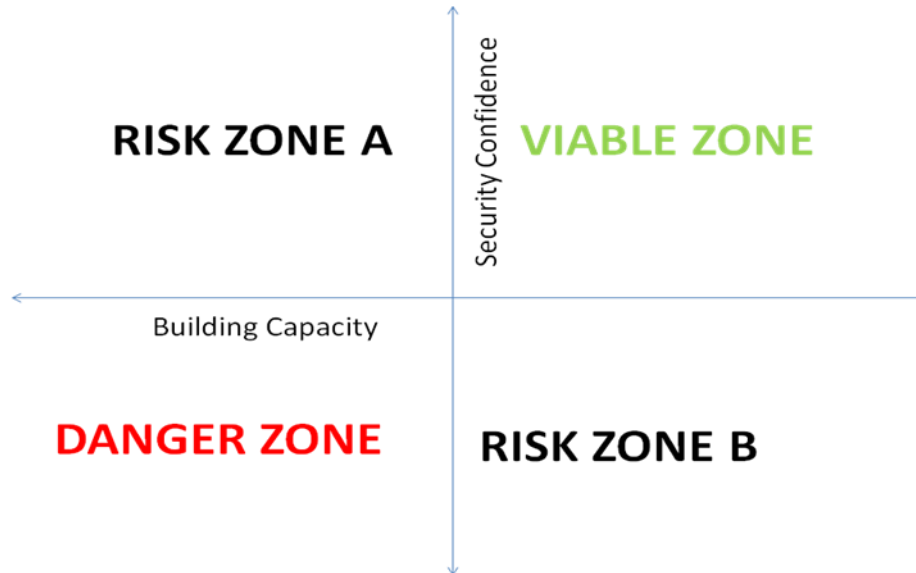 RISK ZONE A
VIABLE ZONE
Security Confidence
Building Capacity
DANGER ZONE
RISK ZONE B